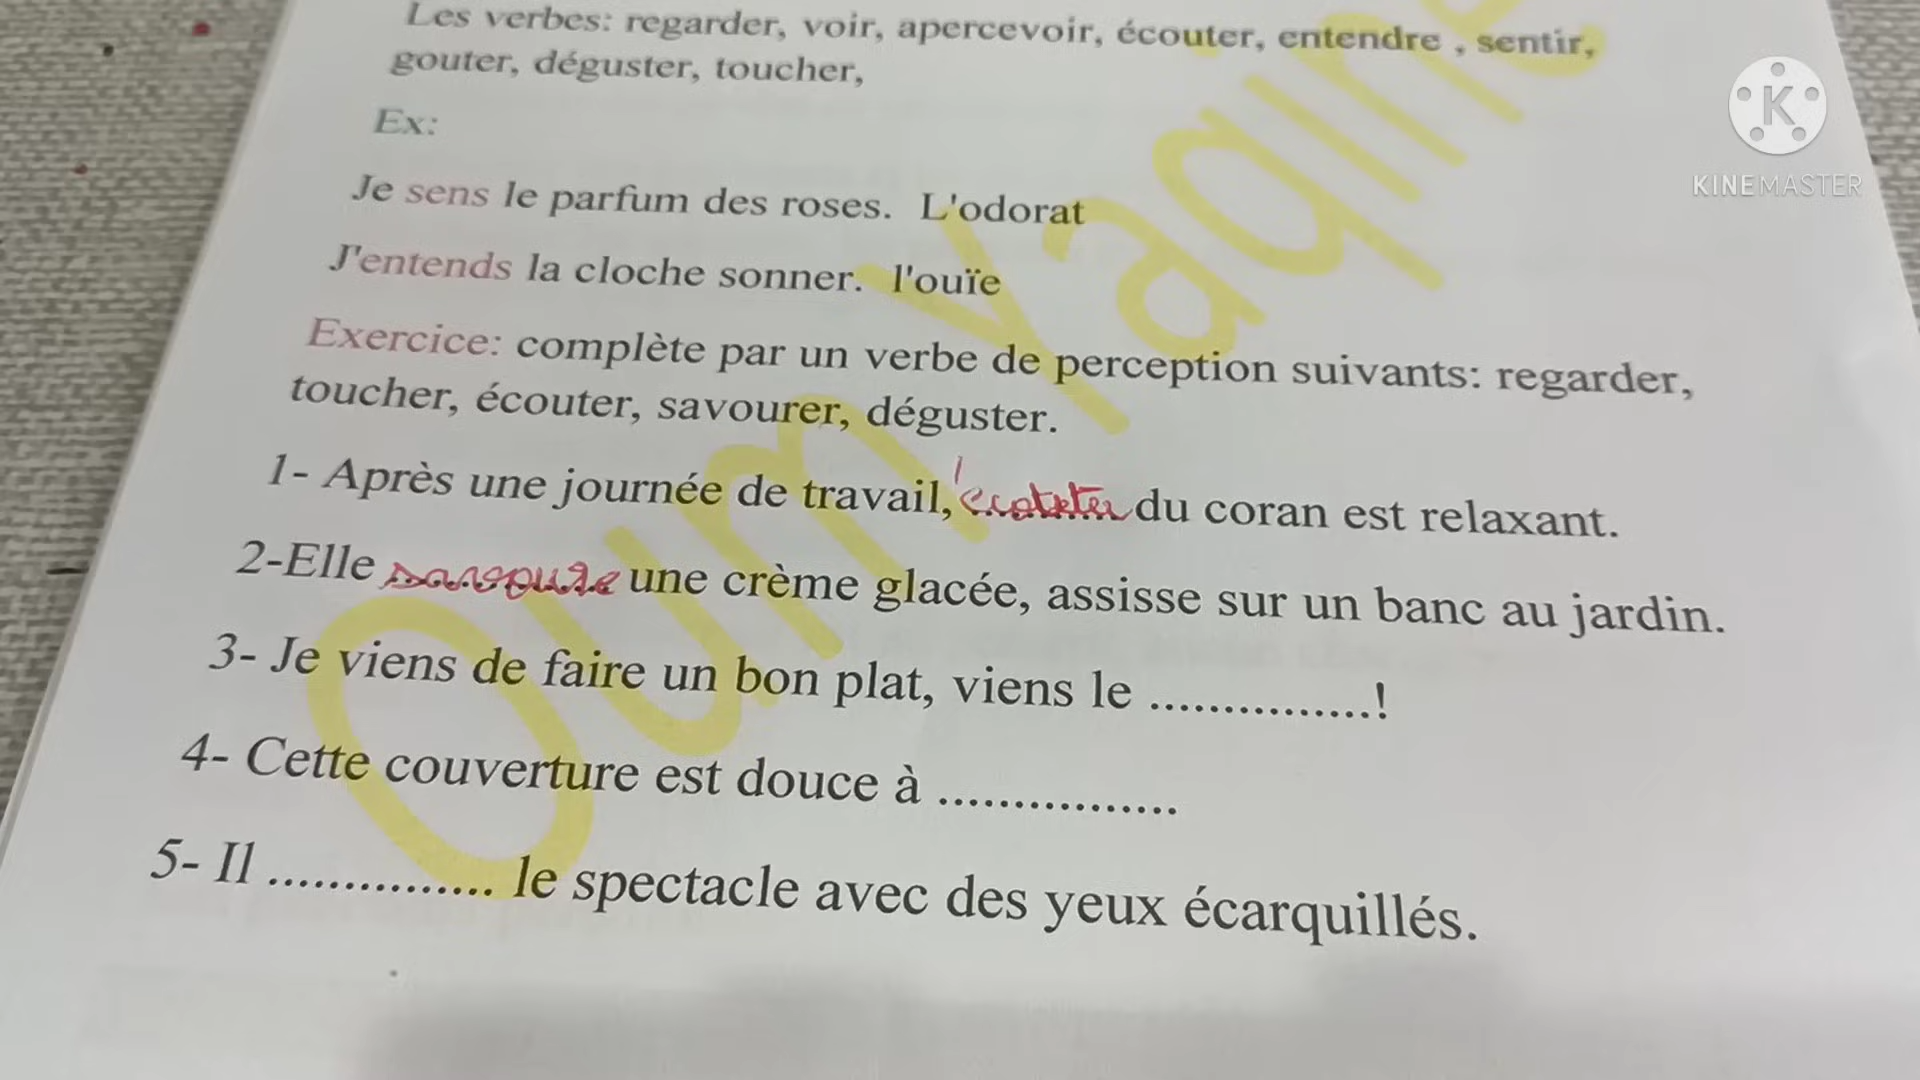 Les verbes: regarder, voir, apercevoir, écouter, entendre , sentir,
gouter, déguster, toucher,
Ex:
Je sens le parfum des roses. L'odorat
J'entends la cloche sonner. l'ouïe
Exercice: complète par un verbe de perception suivants: regarder,
toucher, écouter, savourer, déguster.
1- Après une journée de travail, ............ du coran est relaxant.
2-Elle ............ une crème glacée, assisse sur un banc au jardin.
3- Je viens de faire un bon plat, viens le ...............!
4- Cette couverture est douce à ................
5- Il ............... le spectacle avec des yeux écarquillés.
Oum Yaqine
K
KINEMASTER